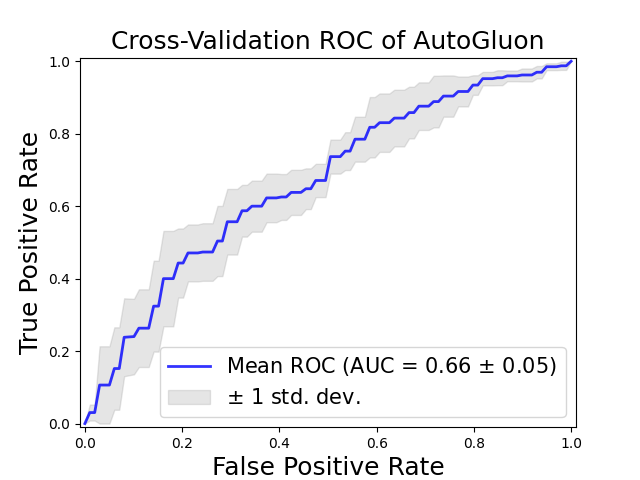 Cross-Validation ROC of AutoGluon
True Positive Rate
1.0
0.8
0.6
0.4
0.2
0.0
Mean ROC (AUC = 0.66 ± 0.05)
± 1 std. dev.
0.0 0.2 0.4 0.6 0.8 1.0
False Positive Rate